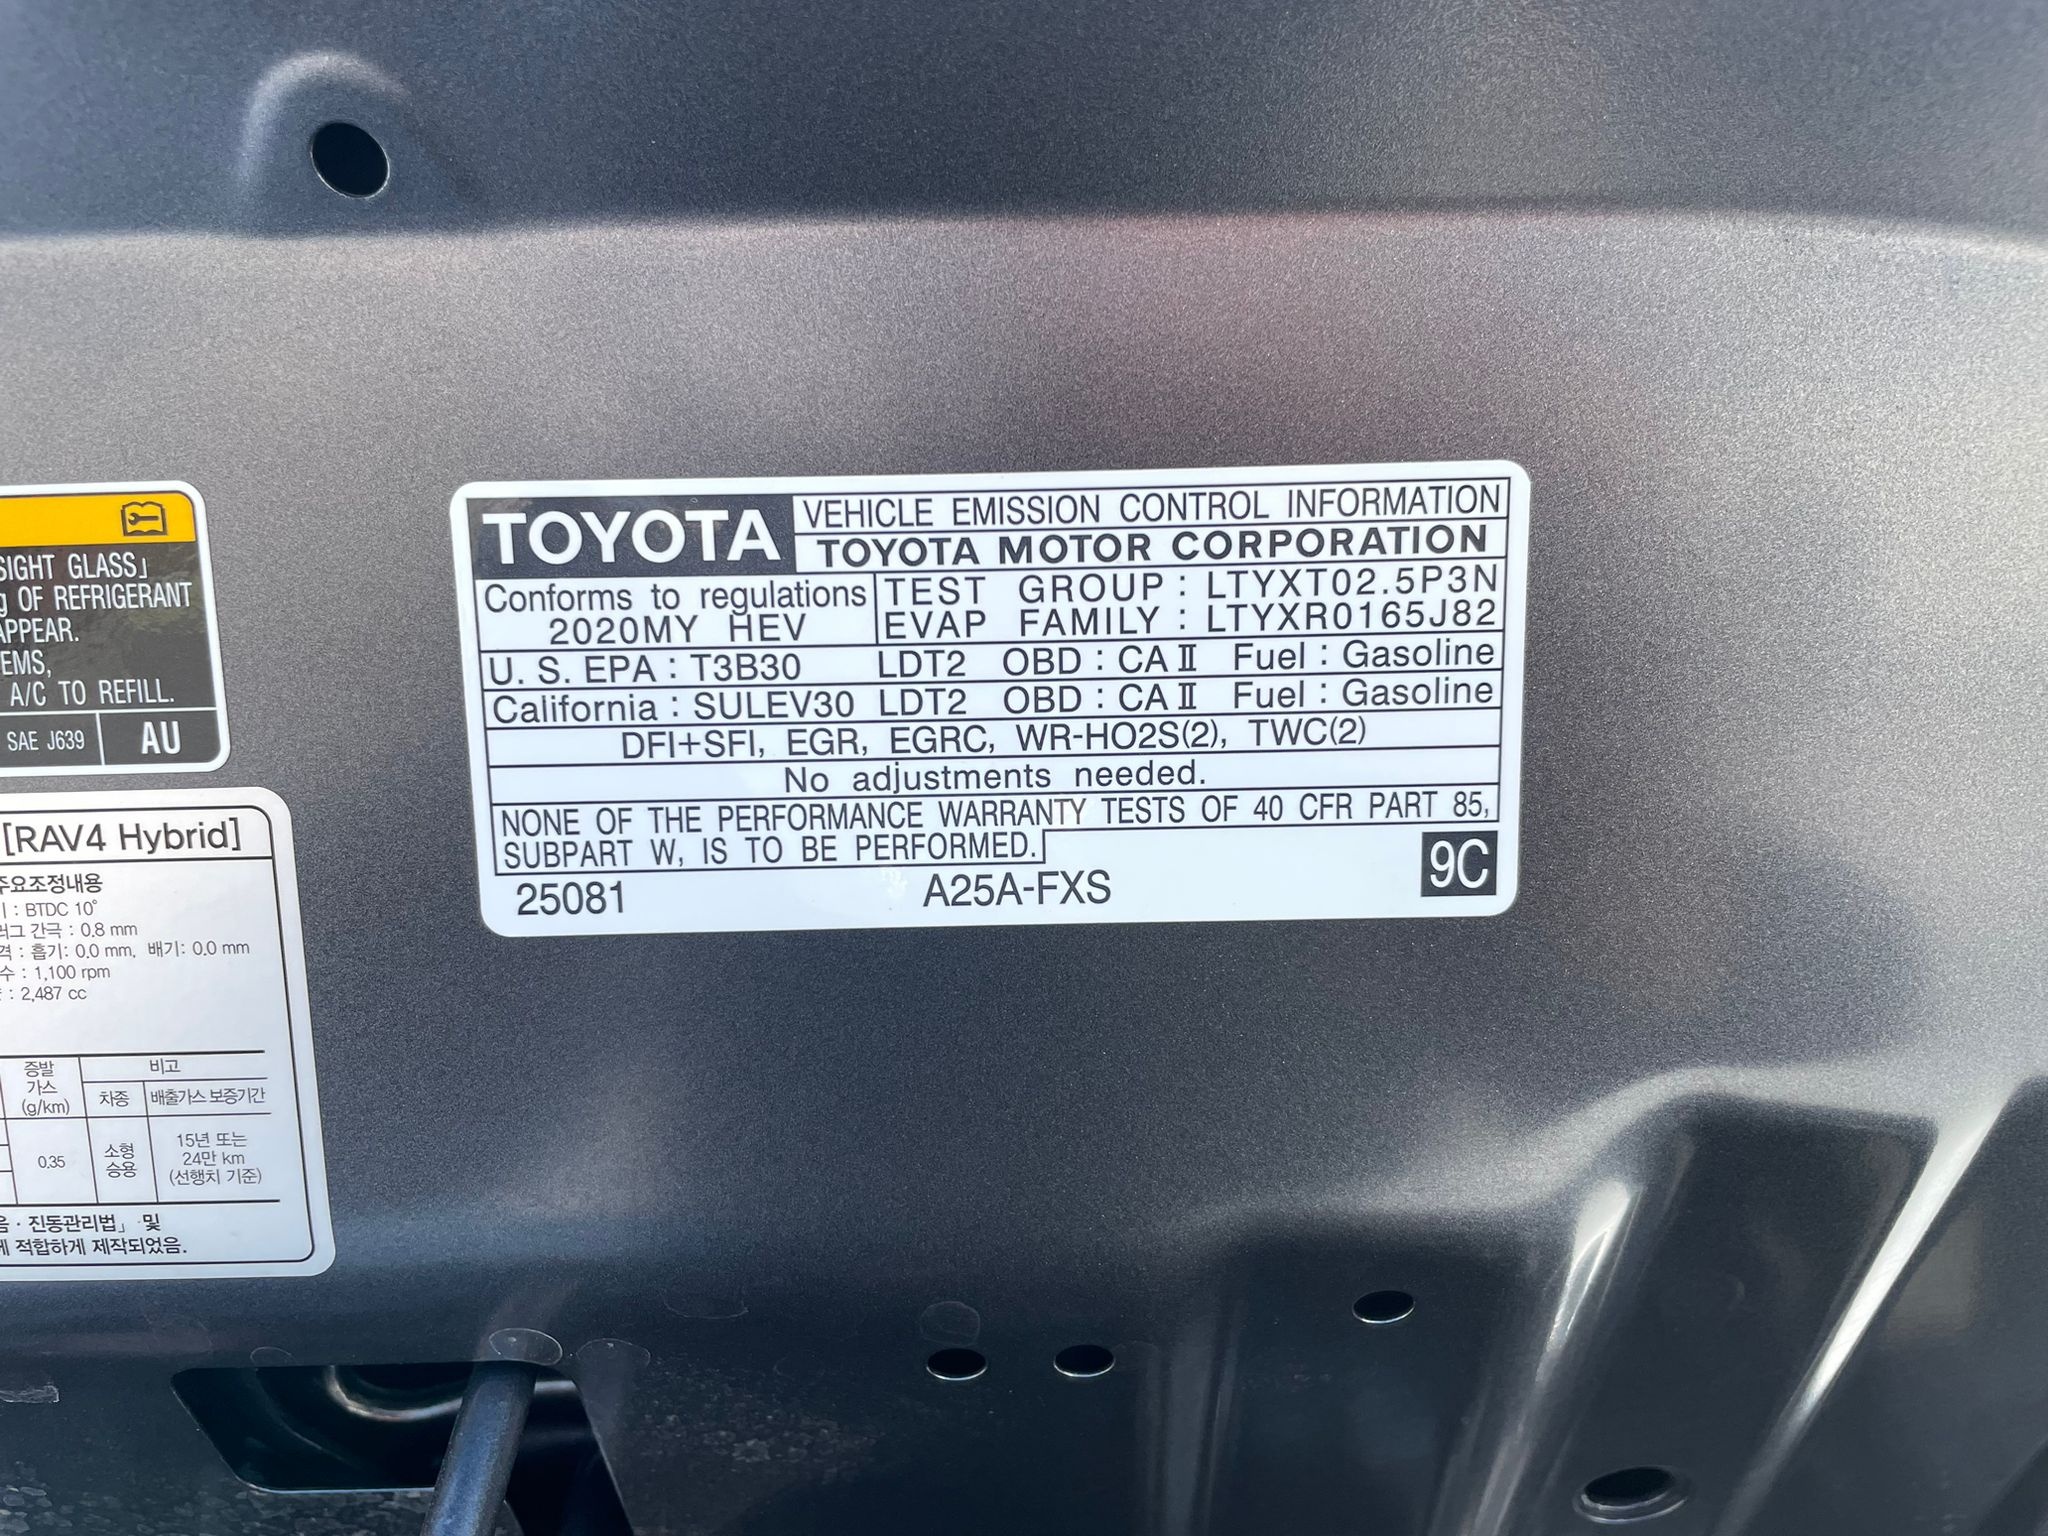 SIGHT GLASS」
g OF REFRIGERANT
APPEAR.
EMS,
A/C TO REFILL.
SAE J639 AU
[RAV4 Hybrid]
주요조정내용
: BTDC 10°
러그 간극 : 0.8 mm
격 : 흡기: 0.0 mm, 배기: 0.0 mm
수 : 1,100 rpm
: 2,487 cc
증발
가스
(g/km)
비고
차종 배출가스 보증기간
0.35
소형
승용
15년 또는
24만 km
(선행치 기준)
음 · 진동관리법」 및
게 적합하게 제작되었음.
TOYOTA
VEHICLE EMISSION CONTROL INFORMATION
TOYOTA MOTOR CORPORATION
Conforms to regulations
2020MY HEV
TEST GROUP : LTYXT02.5P3N
EVAP FAMILY : LTYXR0165J82
U. S. EPA : T3B30 LDT2 OBD : CA II Fuel : Gasoline
California : SULEV30 LDT2 OBD : CA II Fuel : Gasoline
DFI+SFI, EGR, EGRC, WR-HO2S(2), TWC(2)
No adjustments needed.
NONE OF THE PERFORMANCE WARRANTY TESTS OF 40 CFR PART 85,
SUBPART W, IS TO BE PERFORMED.
25081 A25A-FXS 9C